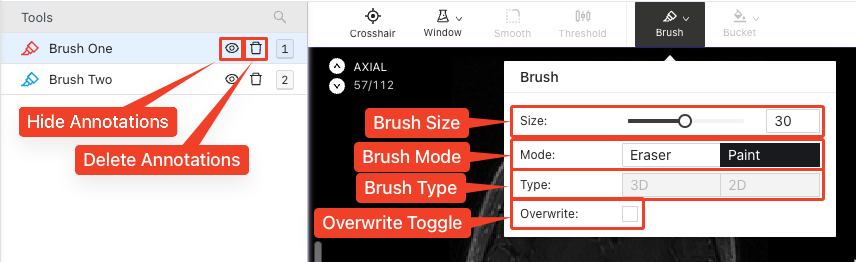 Tools
Brush One 1
Brush Two 2
Hide Annotations
Delete Annotations
Crosshair
Window
Smooth
Threshold
Brush
Bucket
AXIAL
57/112
Brush
Brush Size
Size: 30
Brush Mode
Mode: Eraser Paint
Brush Type
Type: 3D 2D
Overwrite Toggle
Overwrite: